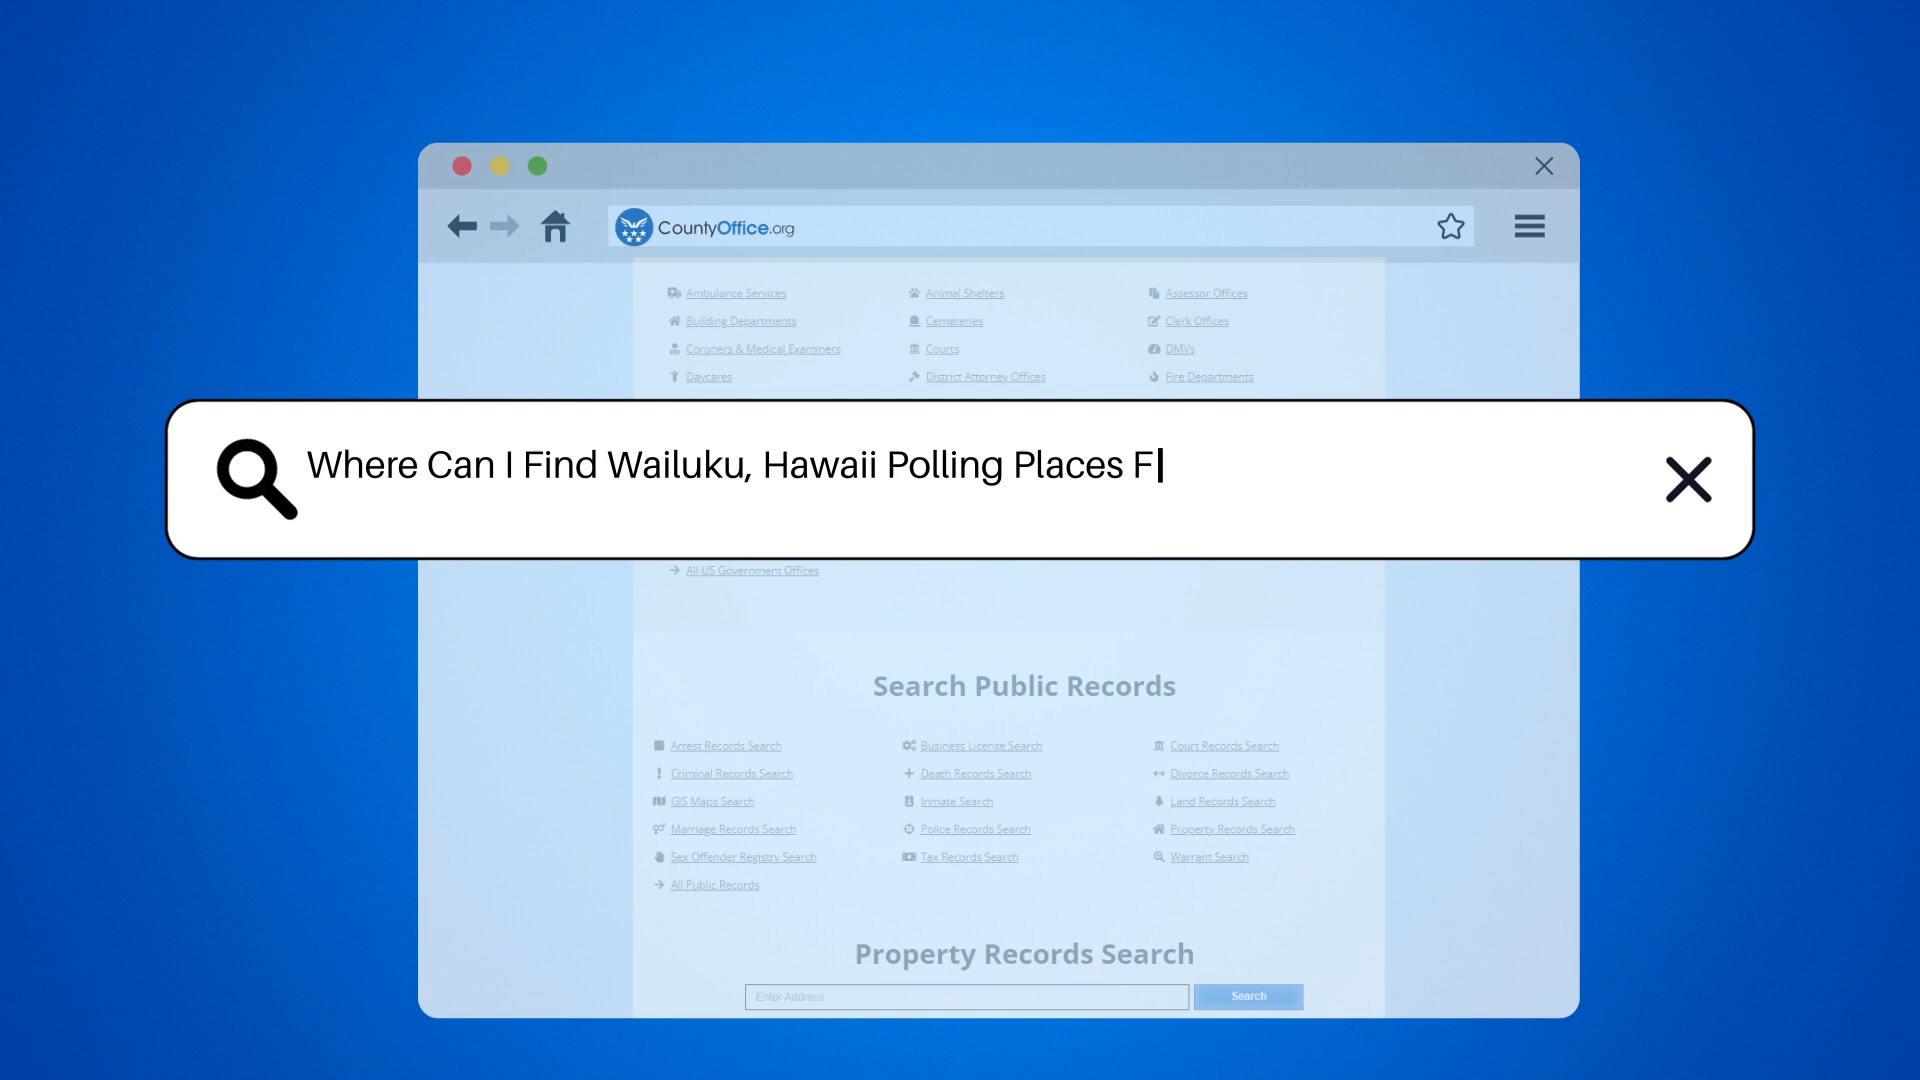 CountyOffice.org
Ambulance Services Animal Shelters Assessor Offices
Building Departments Cemeteries Clerk Offices
Coroners & Medical Examiners Courts DMVs
Daycares District Attorney Offices Fire Departments
Where Can I Find Wailuku, Hawaii Polling Places F
All US Government Offices
Search Public Records
Arrest Records Search Business License Search Court Records Search
Criminal Records Search Death Records Search Divorce Records Search
GIS Maps Search Inmate Search Land Records Search
Marriage Records Search Police Records Search Property Records Search
Sex Offender Registry Search Tax Records Search Warrant Search
All Public Records
Property Records Search
Enter Address Search